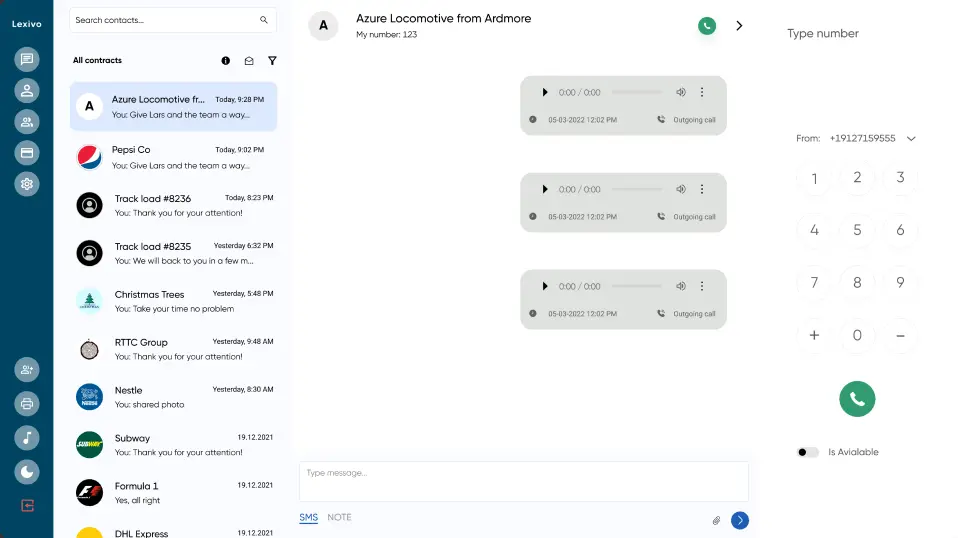 Lexivo
Search contacts...
All contracts
A
Azure Locomotive fr...
Today, 9:28 PM
You: Give Lars and the team a way...
Pepsi Co
Today, 9:02 PM
You: Give Lars and the team a way...
Track load #8236
Today, 8:23 PM
You: Thank you for your attention!
Track load #8235
Yesterday 6:32 PM
You: We will back to you in a few m...
Christmas Trees
Yesterday, 5:48 PM
You: Take your time no problem
RTTC Group
Yesterday, 9:48 AM
You: Thank you for your attention!
Nestle
Yesterday, 8:30 AM
You: shared photo
Nestle
Subway
19.12.2021
You: Thank you for your attention!
SUBWAY
Formula 1
19.12.2021
Yes, all right
DHL Express
19.12.2021
A
Azure Locomotive from Ardmore
My number: 123
0:00 / 0:00
05-03-2022 12:02 PM
Outgoing call
0:00 / 0:00
05-03-2022 12:02 PM
Outgoing call
0:00 / 0:00
05-03-2022 12:02 PM
Outgoing call
Type message...
SMS NOTE
Type number
From: +19127159555
1 2 3
4 5 6
7 8 9
+ 0 –
Is Avialable